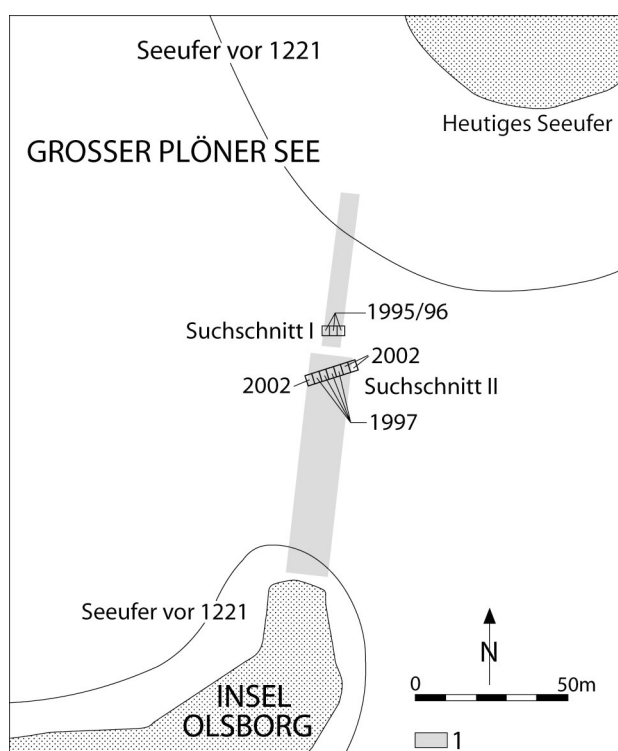 Seeufer vor 1221
Heutiges Seeufer
GROSSER PLÖNER SEE
1995/96
Suchschnitt I
2002
2002
Suchschnitt II
1997
Seeufer vor 1221
N
INSEL
OLSBORG
0 50m
1